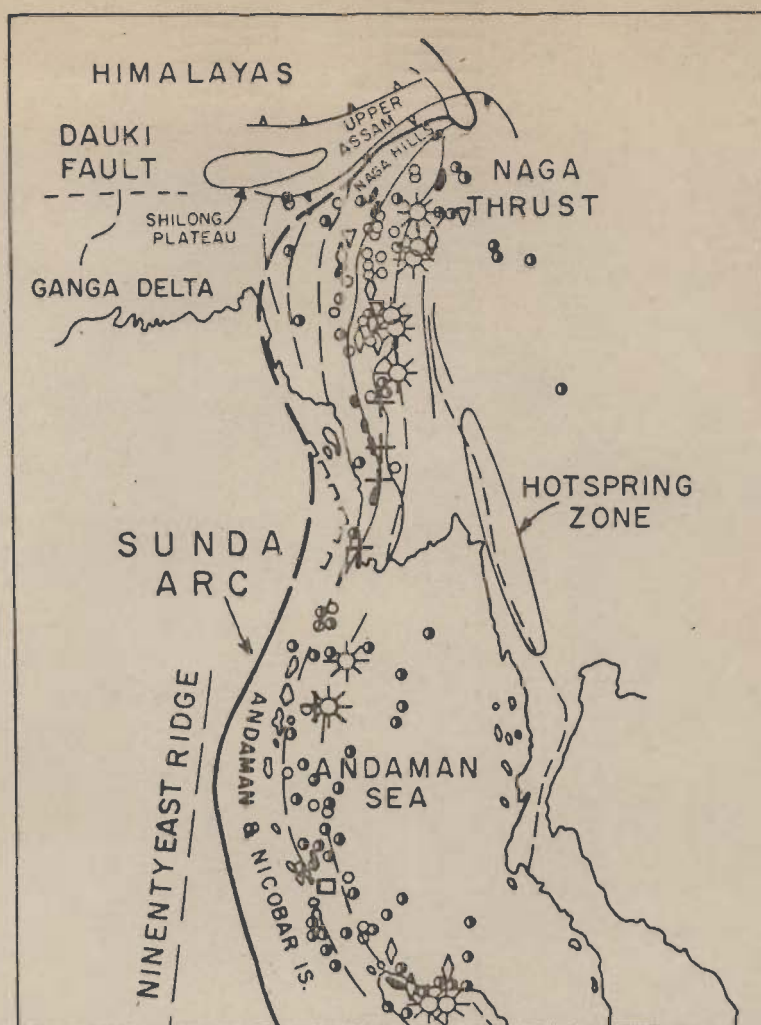 HIMALAYAS
UPPER
ASSAM
DAUKI
FAULT
NAGA HILLS
NAGA
THRUST
SHILONG
PLATEAU
GANGA DELTA
HOTSPRING
ZONE
SUNDA
ARC
NINENTYEAST RIDGE
ANDAMAN & NICOBAR IS.
ANDAMAN
SEA